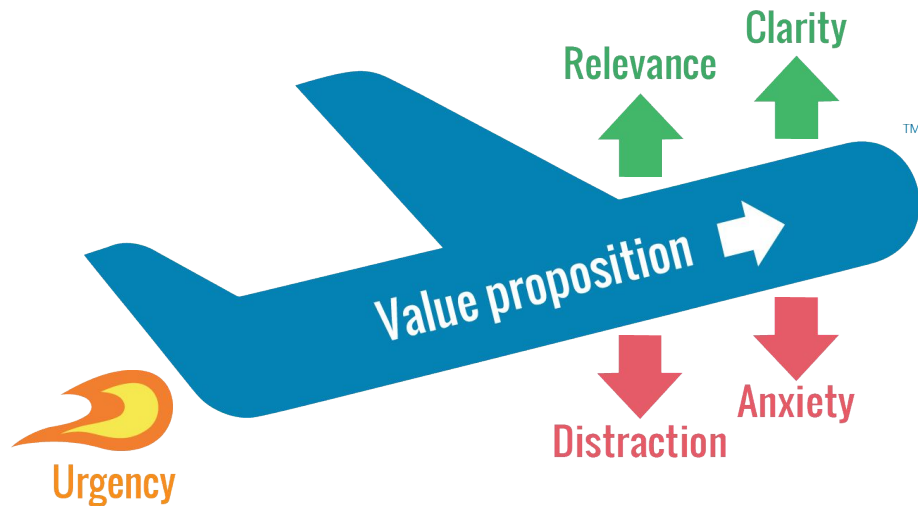 Clarity
Relevance
TM
Value proposition
Anxiety
Distraction
Urgency